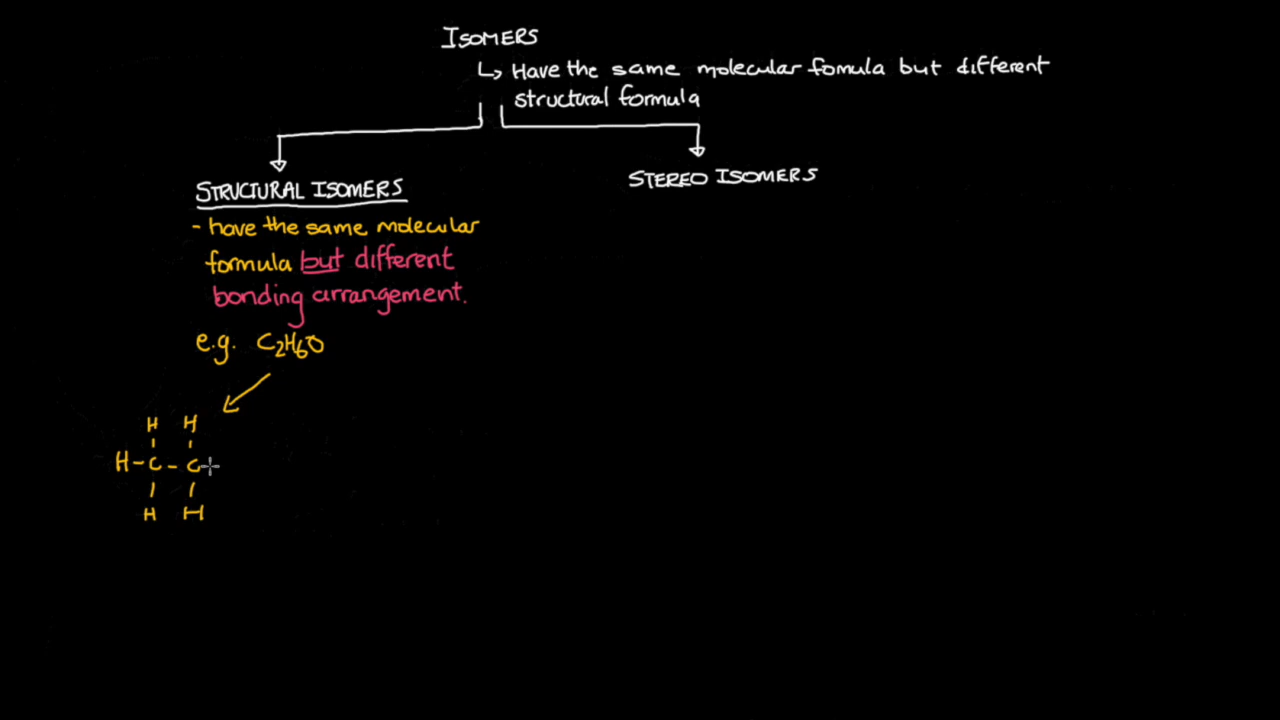 ISOMERS
↳ Have the same molecular fomula but different
structural formula
STRUCTURAL ISOMERS
STEREO ISOMERS
- have the same molecular
formula but different
bonding arrangement.
e.g. C₂H₆O
H H
H-C-C
H H